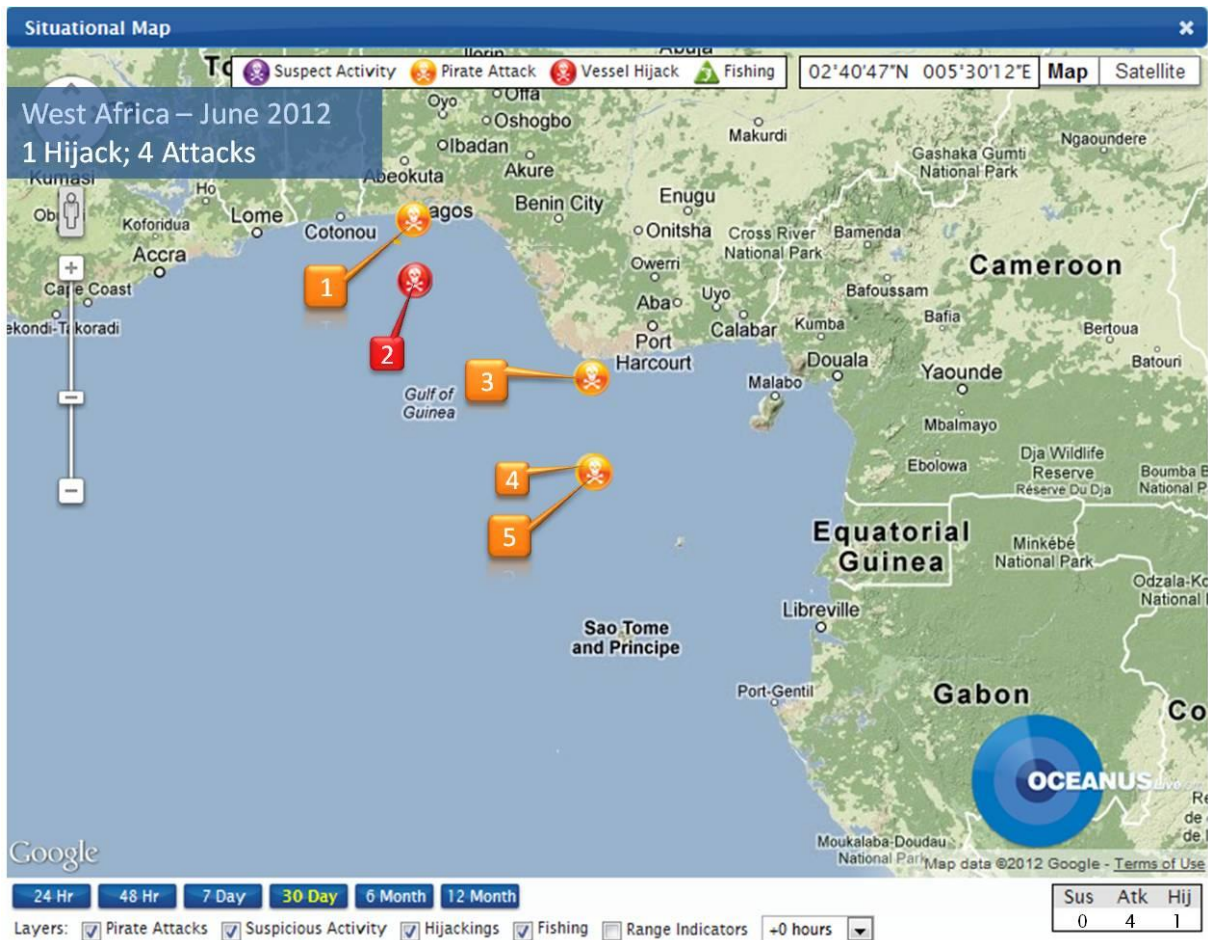 Situational Map
Ilorin
Abuja
Suspect Activity Pirate Attack Vessel Hijack Fishing
02°40'47"N 005°30'12"E Map Satellite
West Africa – June 2012
1 Hijack; 4 Attacks
Oyo
Offa
Oshogbo
Ibadan
Makurdi
Ngaoundere
Gashaka Gumti
National Park
Kumasi
Abeokuta
Akure
Ho
Enugu
Benin City
Koforidua
Lome
Cotonou
agos
Onitsha
Cross River
National Park
Bamenda
Accra
Owerri
Cameroon
1
Cape Coast
Aba
Uyo
Bafoussam
ekondi-Takoradi
Calabar
Kumba
Bafia
Bertoua
2
Port
Harcourt
Douala
Batouri
3
Malabo
Yaounde
Gulf of
Guinea
Mbalmayo
4
Ebolowa
Dja Wildlife
Reserve
Réserve Du Dja
Boumba B
National P
5
Equatorial
Guinea
Minkébé
National Park
Odzala-Ko
National
Libreville
Sao Tome
and Principe
Port-Gentil
Gabon
Co
OCEANUS Live
Re
de
de l
Moukalaba-Doudau
National Park
Google
Map data ©2012 Google - Terms of Use
24 Hr 48 Hr 7 Day 30 Day 6 Month 12 Month
Sus Atk Hij
0 4 1
Layers: Pirate Attacks Suspicious Activity Hijackings Fishing Range Indicators +0 hours